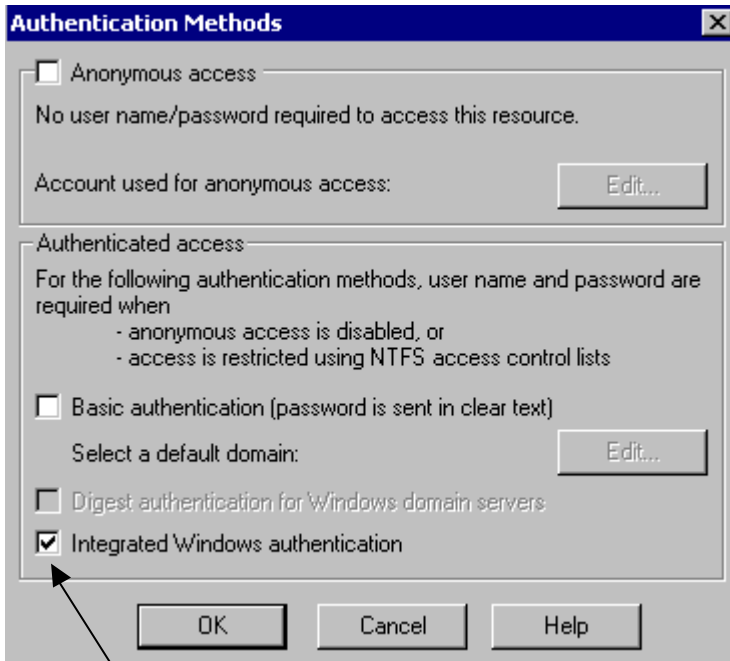 Authentication Methods
Anonymous access
No user name/password required to access this resource.
Account used for anonymous access:
Edit...
Authenticated access
For the following authentication methods, user name and password are
required when
- anonymous access is disabled, or
- access is restricted using NTFS access control lists
Basic authentication (password is sent in clear text)
Select a default domain:
Edit...
Digest authentication for Windows domain servers
Integrated Windows authentication
OK
Cancel
Help